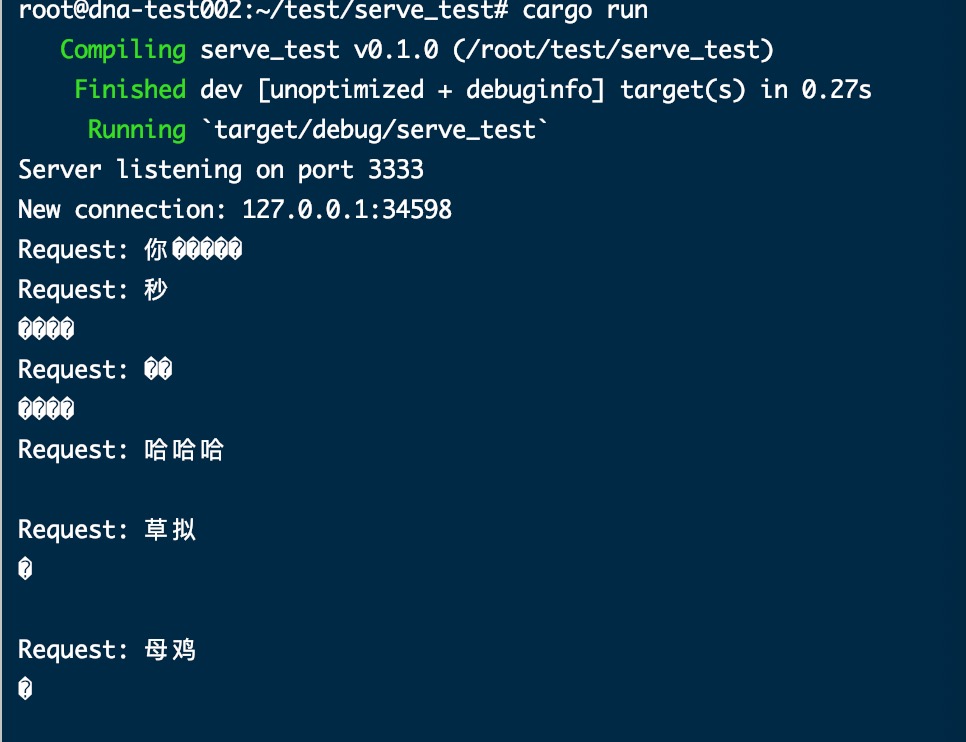 root@dna-test002:~/test/serve_test# cargo run
Compiling serve_test v0.1.0 (/root/test/serve_test)
Finished dev [unoptimized + debuginfo] target(s) in 0.27s
Running `target/debug/serve_test`
Server listening on port 3333
New connection: 127.0.0.1:34598
Request: 你�����
Request: 秒
����
Request: ��
����
Request: 哈哈哈
Request: 草拟
�
Request: 母鸡
�